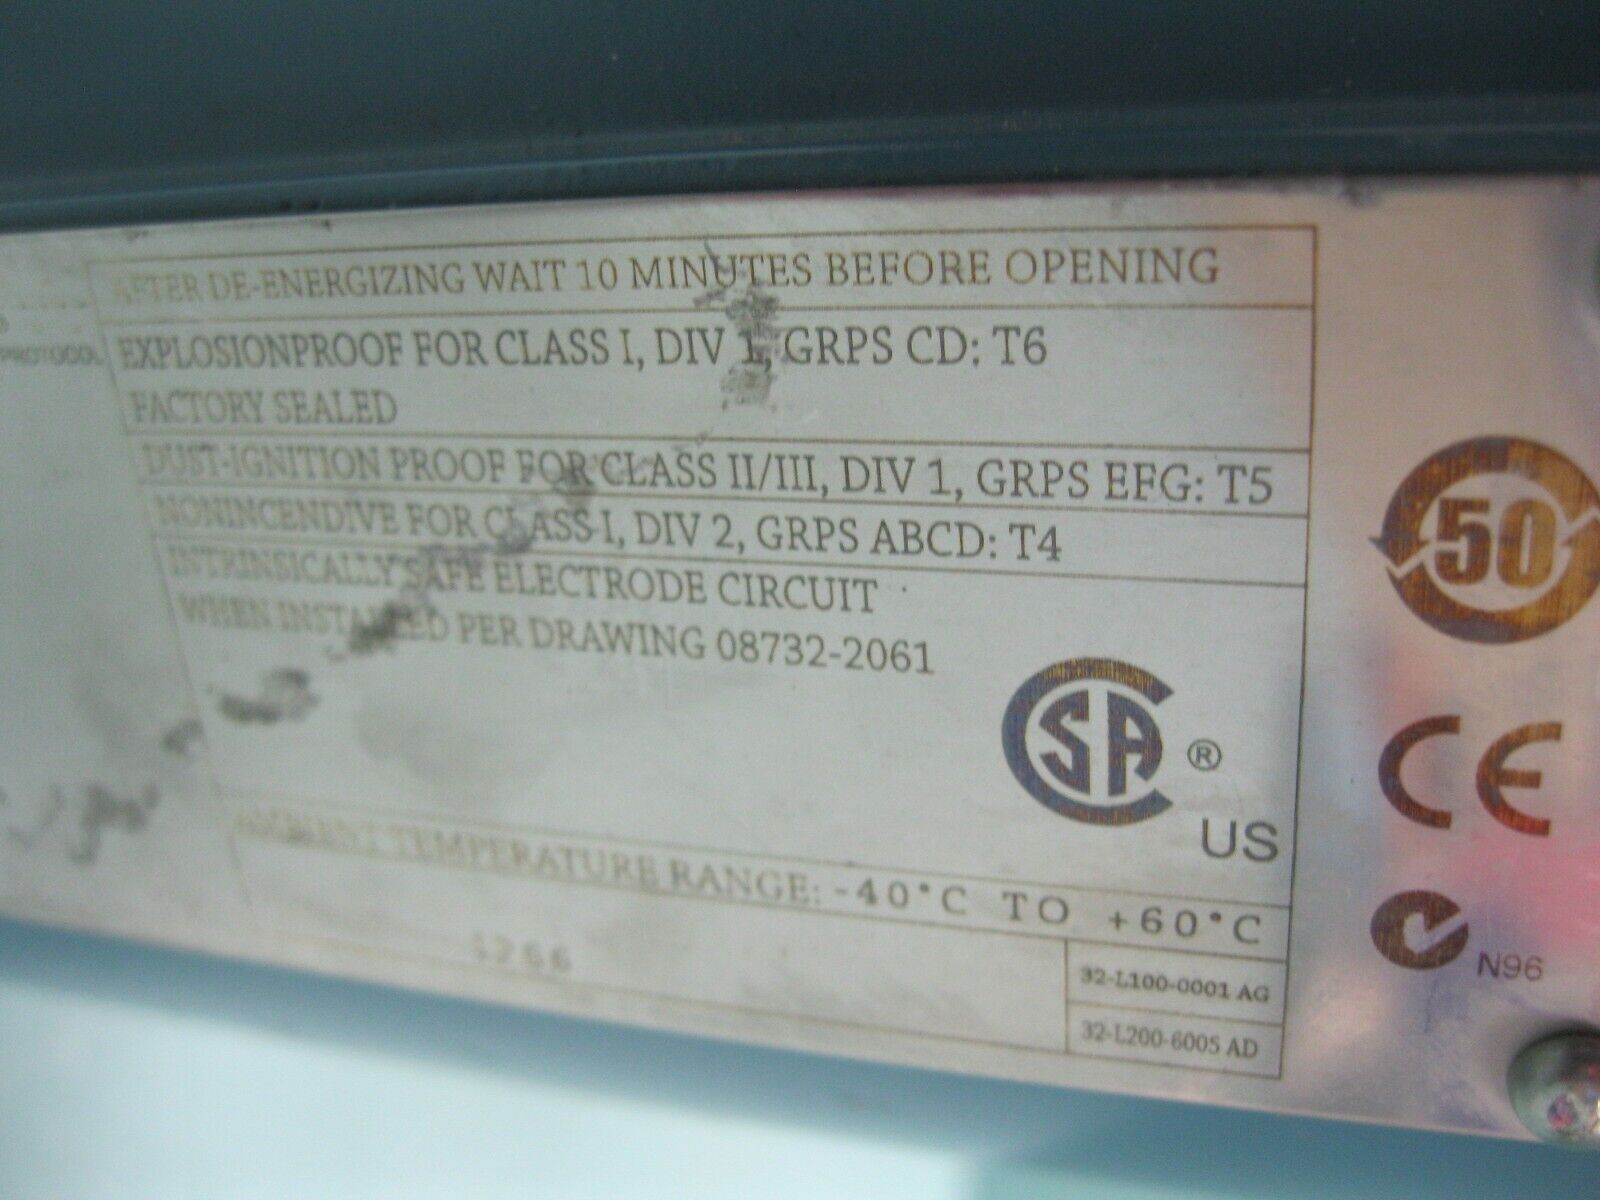 AFTER DE-ENERGIZING WAIT 10 MINUTES BEFORE OPENING
PROTOCOL
EXPLOSIONPROOF FOR CLASS I, DIV 1, GRPS CD: T6
FACTORY SEALED
DUST-IGNITION PROOF FOR CLASS II/III, DIV 1, GRPS EFG: T5
NONINCENDIVE FOR CLASS I, DIV 2, GRPS ABCD: T4
INTRINSICALLY SAFE ELECTRODE CIRCUIT
WHEN INSTALLED PER DRAWING 08732-2061
50
CSA ®
US
CE
AMBIENT TEMPERATURE RANGE: -40°C TO +60°C
N96
1266
32-L100-0001 AG
32-L200-6005 AD